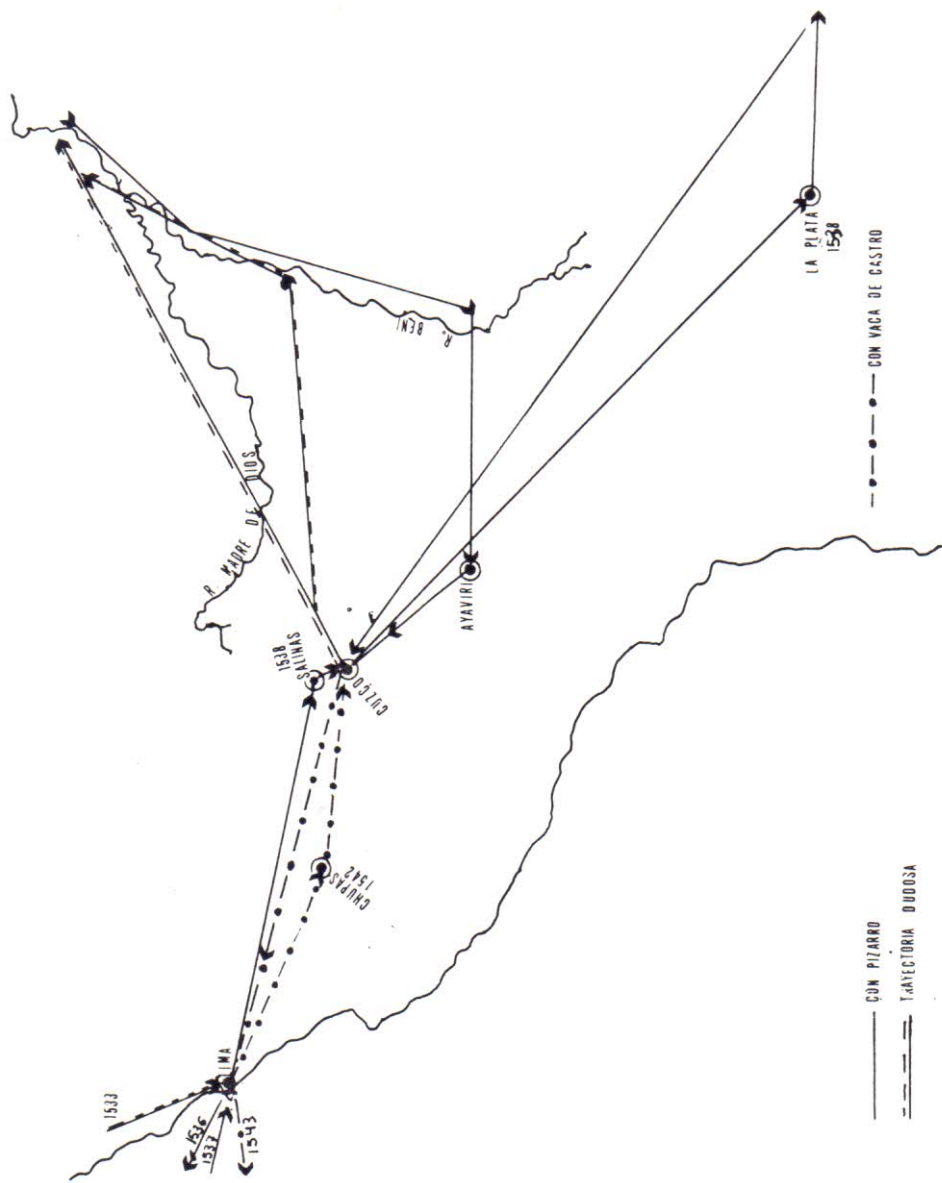 1533
1536
1537
1543
LIMA
CHUPAS
1542
1538
SALINAS
CUZCO
R. MADRE DE DIOS
R. BENI
AYAVIRI
LA PLATA
1538
CON PIZARRO
TRAYECTORIA DUDOSA
CON VACA DE CASTRO